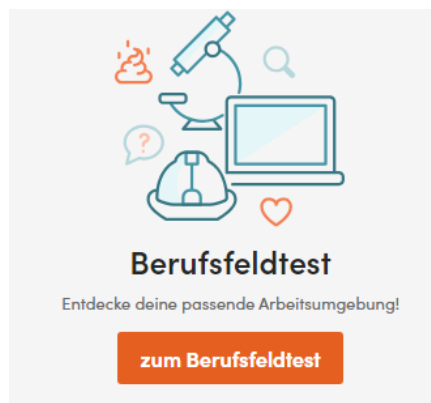 ?
Berufsfeldtest
Entdecke deine passende Arbeitsumgebung!
zum Berufsfeldtest